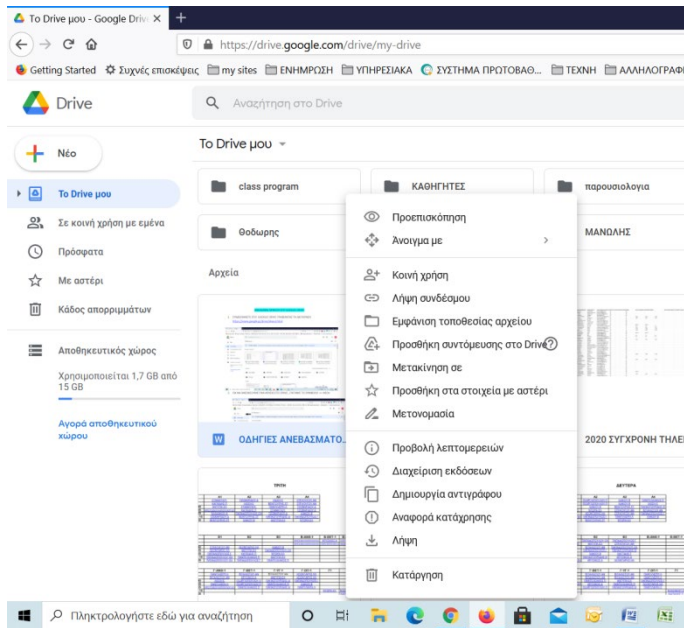 Το Drive μου - Google Driv
https://drive.google.com/drive/my-drive
Getting Started Συχνές επισκέψεις my sites ΕΝΗΜΡΩΣΗ ΥΠΗΡΕΣΙΑΚΑ ΣΥΣΤΗΜΑ ΠΡΩΤΟΒΑΘ... ΤΕΧΝΗ ΑΛΛΗΛΟΓΡΑΦΙ
Drive
Αναζήτηση στο Drive
Νέο
Το Drive μου
Το Drive μου
Σε κοινή χρήση με εμένα
Πρόσφατα
Με αστέρι
Κάδος απορριμμάτων
Αποθηκευτικός χώρος
Χρησιμοποιείται 1,7 GB από
15 GB
Αγορά αποθηκευτικού
χώρου
class program
ΚΑΘΗΓΗΤΕΣ
παρουσιολογια
Θοδωρης
ΜΑΝΩΛΗΣ
Αρχεία
Προεπισκόπηση
Άνοιγμα με
Κοινή χρήση
Λήψη συνδέσμου
Εμφάνιση τοποθεσίας αρχείου
Προσθήκη συντόμευσης στο Drive
Μετακίνηση σε
Προσθήκη στα στοιχεία με αστέρι
Μετονομασία
Προβολή λεπτομερειών
Διαχείριση εκδόσεων
Δημιουργία αντιγράφου
Αναφορά κατάχρησης
Λήψη
Κατάργηση
W ΟΔΗΓΙΕΣ ΑΝΕΒΑΣΜΑΤΟ..
2020 ΣΥΓΧΡΟΝΗ ΤΗΛΕ
ΤΡΙΤΗ
ΔΕΥΤΕΡΑ
Πληκτρολογήστε εδώ για αναζήτηση